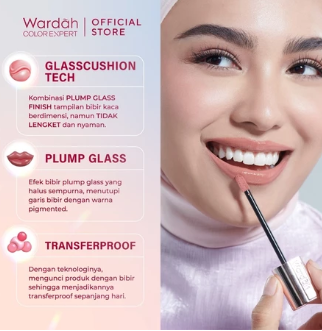 Wardah
COLOR EXPERT
OFFICIAL
STORE
GLASSCUSHION
TECH
Kombinasi PLUMP GLASS
FINISH tampilan bibir kaca
berdimensi, namun TIDAK
LENGKET dan nyaman.
PLUMP GLASS
Efek bibir plump glass yang
halus sempurna, menutupi
garis bibir dengan warna
pigmented.
TRANSFERPROOF
Dengan teknologinya,
mengunci produk dengan bibir
sehingga menjadikannya
transferproof sepanjang hari.